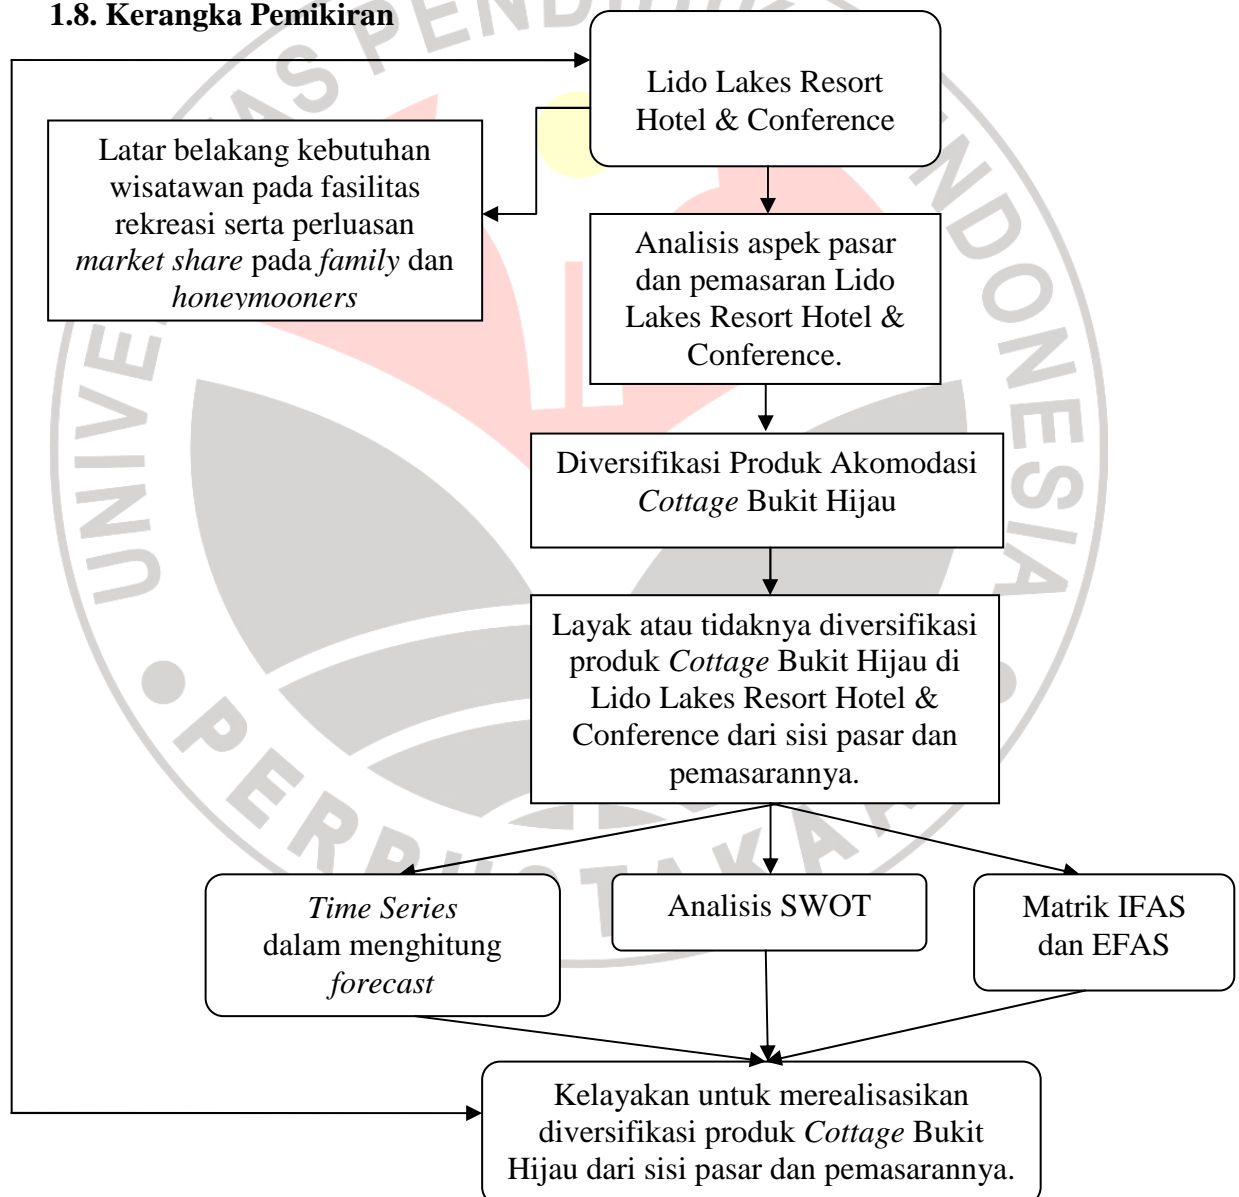 1.8. Kerangka Pemikiran
Lido Lakes Resort
Hotel & Conference
Latar belakang kebutuhan
wisatawan pada fasilitas
rekreasi serta perluasan
market share pada family dan
honeymooners
Analisis aspek pasar
dan pemasaran Lido
Lakes Resort Hotel &
Conference.
Diversifikasi Produk Akomodasi
Cottage Bukit Hijau
Layak atau tidaknya diversifikasi
produk Cottage Bukit Hijau di
Lido Lakes Resort Hotel &
Conference dari sisi pasar dan
pemasarannya.
Time Series
dalam menghitung
forecast
Analisis SWOT
Matrik IFAS
dan EFAS
Kelayakan untuk merealisasikan
diversifikasi produk Cottage Bukit
Hijau dari sisi pasar dan pemasarannya.